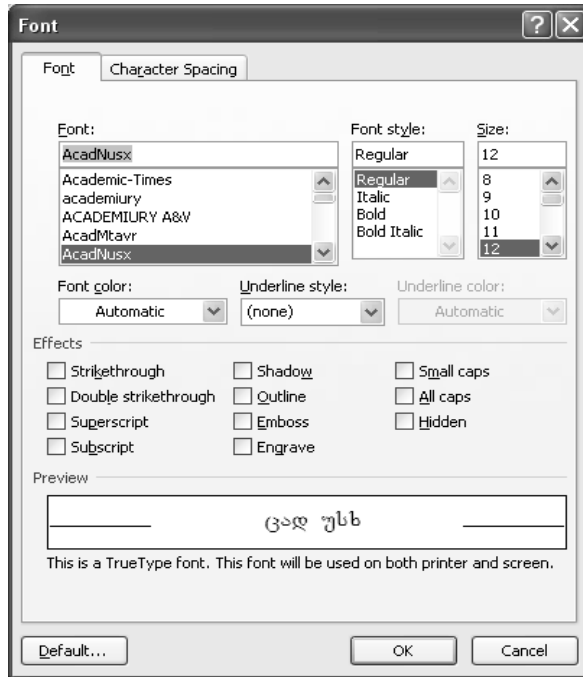 Font
Font Character Spacing
Font: Font style: Size:
AcadNusx Regular 12
Academic-Times Regular 8
academiury Italic 9
ACADEMIURY A&V Bold 10
AcadMtavr Bold Italic 11
AcadNusx 12
Font color: Underline style: Underline color:
Automatic (none) Automatic
Effects
Strikethrough Shadow Small caps
Double strikethrough Outline All caps
Superscript Emboss Hidden
Subscript Engrave
Preview
ცად უსხ
This is a TrueType font. This font will be used on both printer and screen.
Default... OK Cancel